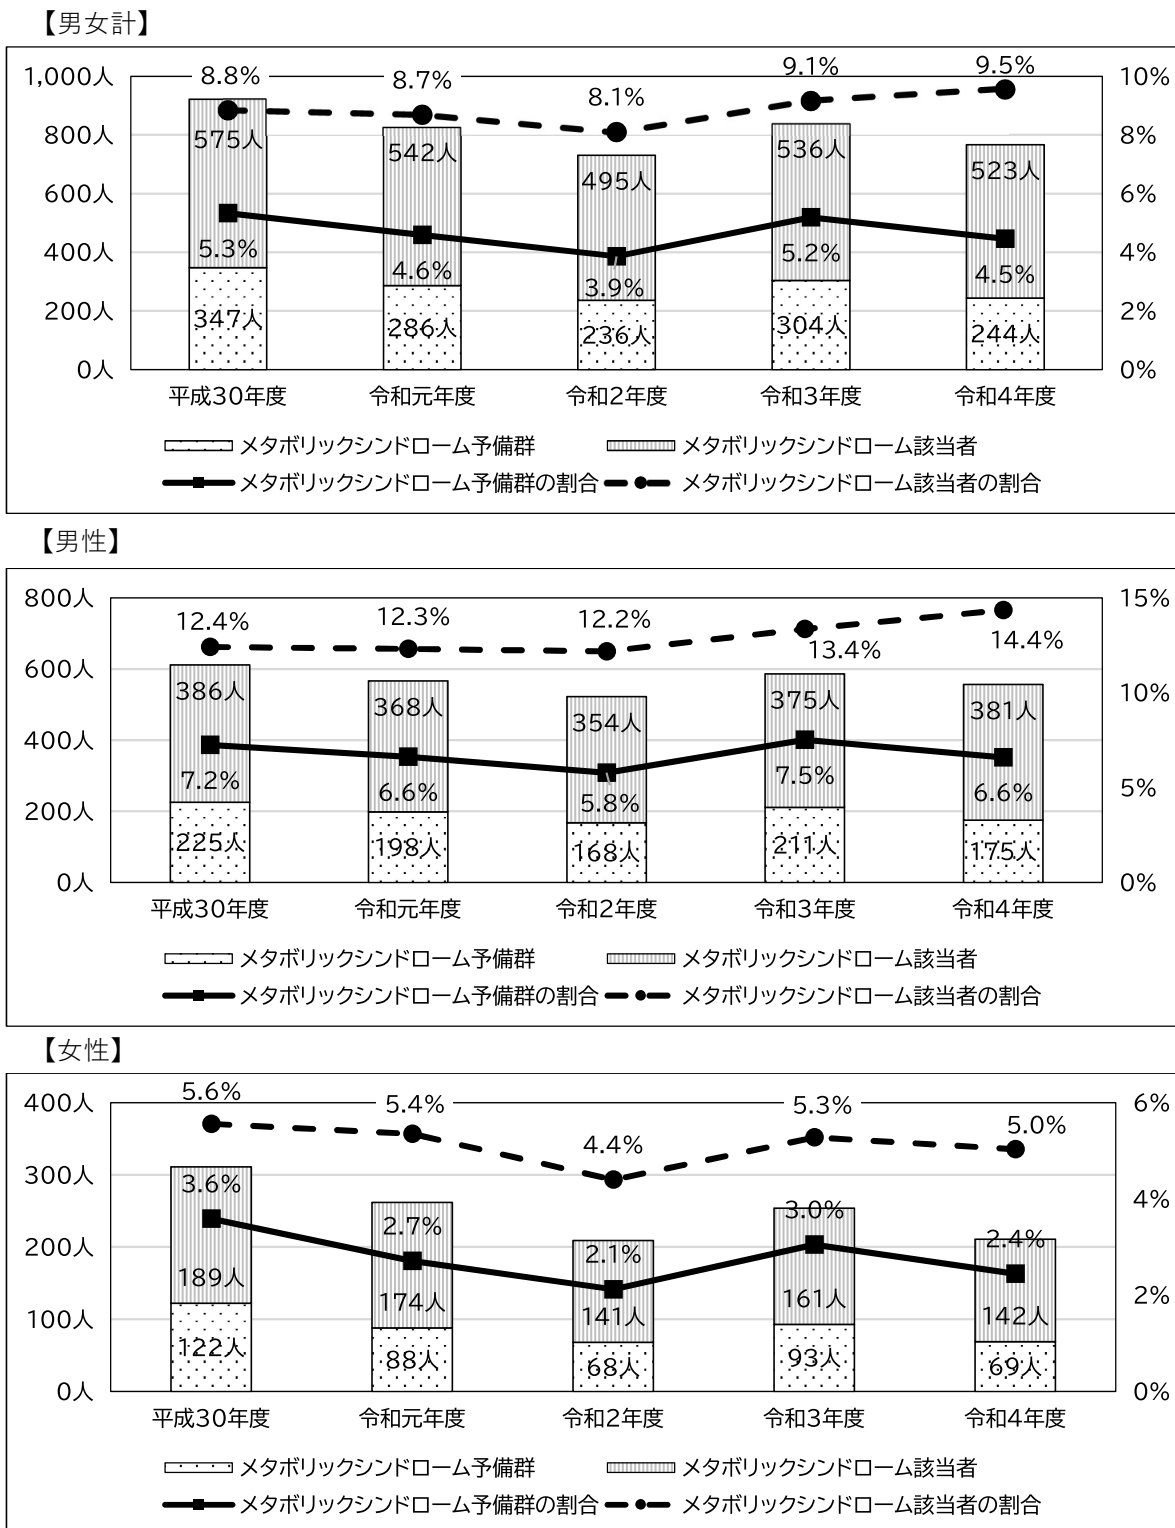 【男女計】
1,000人 8.8% 8.7% 8.1% 9.1% 9.5% 10%
800人 575人 542人 495人 536人 523人 8%
600人 6%
400人 5.3% 4.6% 3.9% 5.2% 4.5% 4%
200人 347人 286人 236人 304人 244人 2%
0人 0%
平成30年度 令和元年度 令和2年度 令和3年度 令和4年度
メタボリックシンドローム予備群 メタボリックシンドローム該当者
メタボリックシンドローム予備群の割合 メタボリックシンドローム該当者の割合
【男性】
800人 12.4% 12.3% 12.2% 13.4% 14.4% 15%
600人 386人 368人 354人 375人 381人 10%
400人 7.2% 6.6% 5.8% 7.5% 6.6% 5%
200人 225人 198人 168人 211人 175人
0人 0%
平成30年度 令和元年度 令和2年度 令和3年度 令和4年度
メタボリックシンドローム予備群 メタボリックシンドローム該当者
メタボリックシンドローム予備群の割合 メタボリックシンドローム該当者の割合
【女性】
400人 5.6% 5.4% 4.4% 5.3% 5.0% 6%
300人 3.6% 2.7% 2.1% 3.0% 2.4% 4%
200人 189人 174人 141人 161人 142人 2%
100人 122人 88人 68人 93人 69人
0人 0%
平成30年度 令和元年度 令和2年度 令和3年度 令和4年度
メタボリックシンドローム予備群 メタボリックシンドローム該当者
メタボリックシンドローム予備群の割合 メタボリックシンドローム該当者の割合